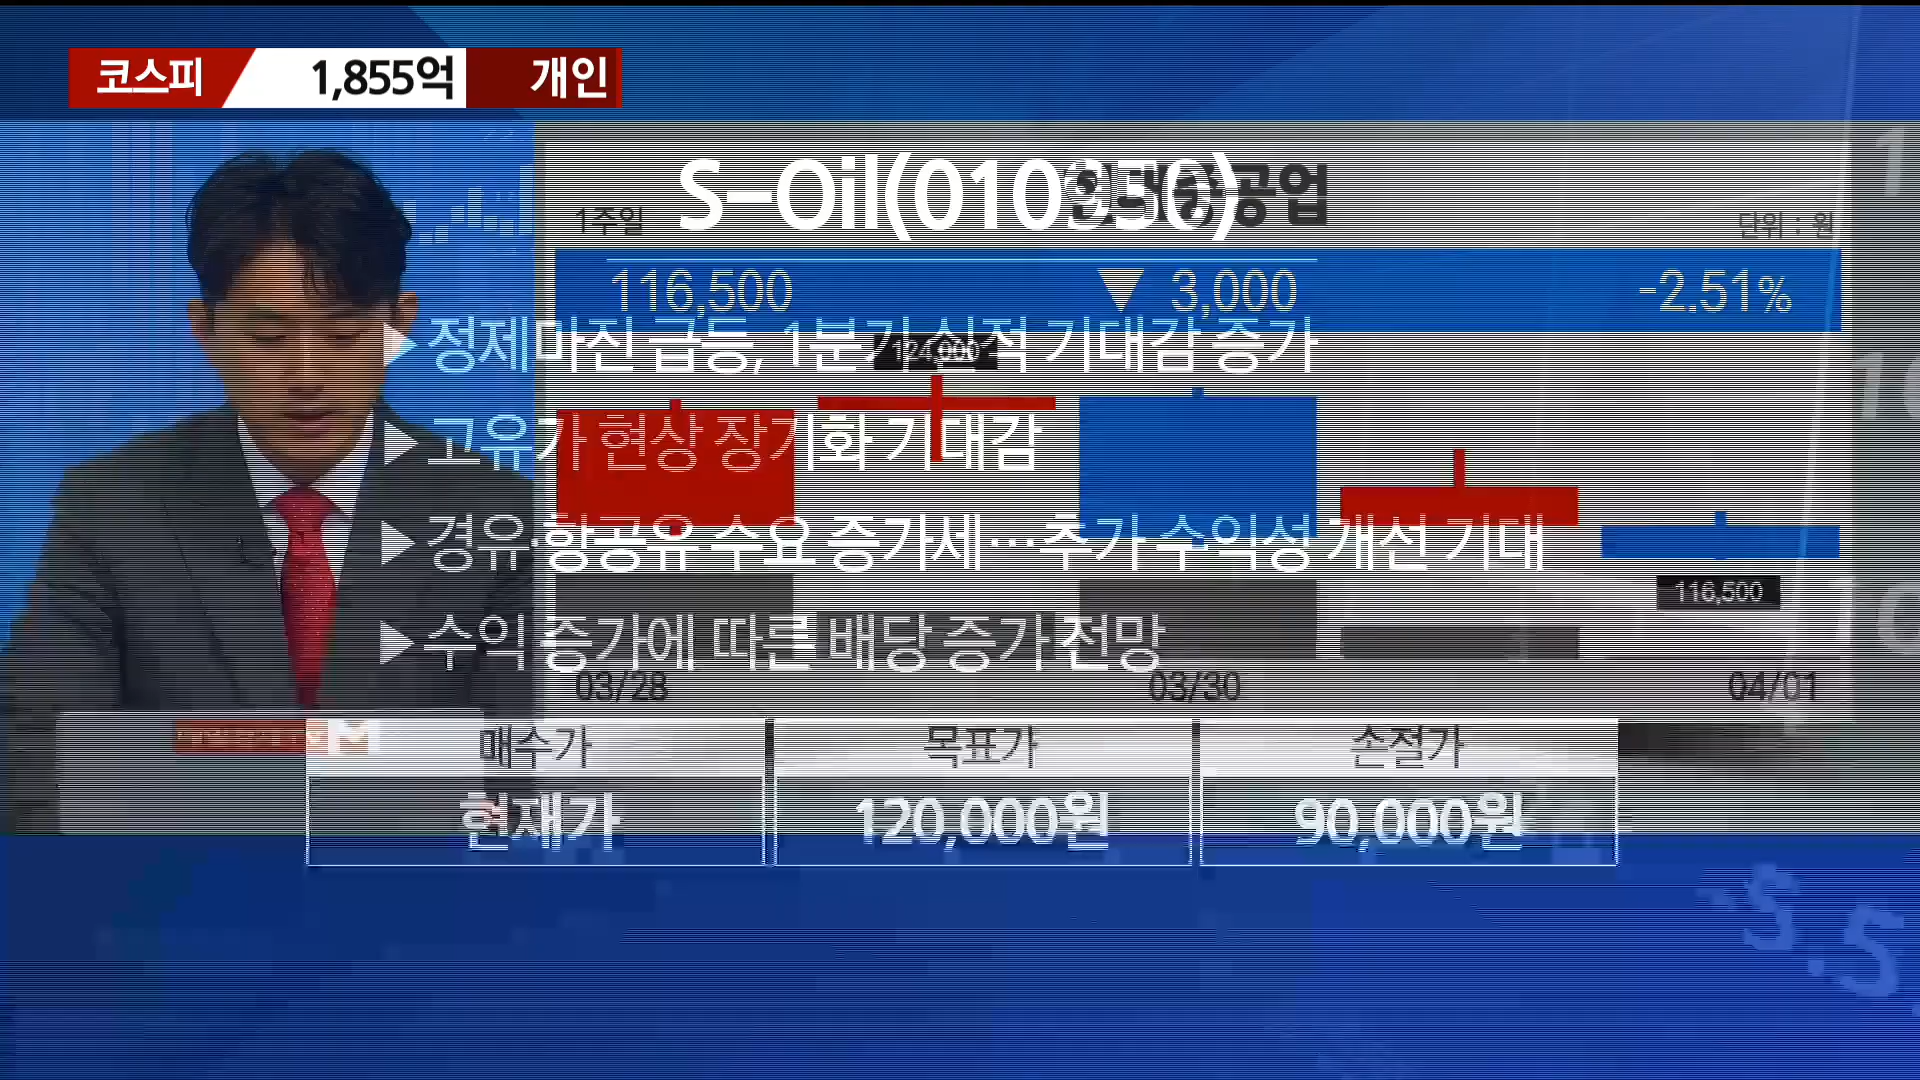 코스피 1,855억 개인
S-Oil(010950)
1주일
단위 : 원
116,500 ▼ 3,000 -2.51%
▶정제마진 급등, 1분기 실적 기대감 증가
124,000
▶고유가 현상 장기화 기대감
▶경유·항공유 수요 증가세…추가 수익성 개선 기대
116,500
▶수익 증가에 따른 배당 증가 전망
03/28 03/30 04/01
매수가 목표가 손절가
현재가 120,000원 90,000원